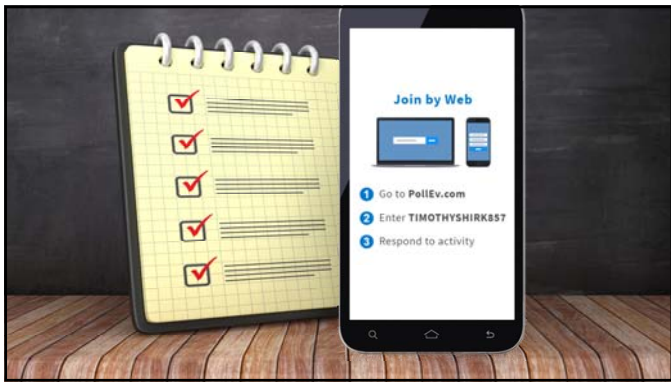 Join by Web
1 Go to PollEv.com
2 Enter TIMOTHYSHIRK857
3 Respond to activity